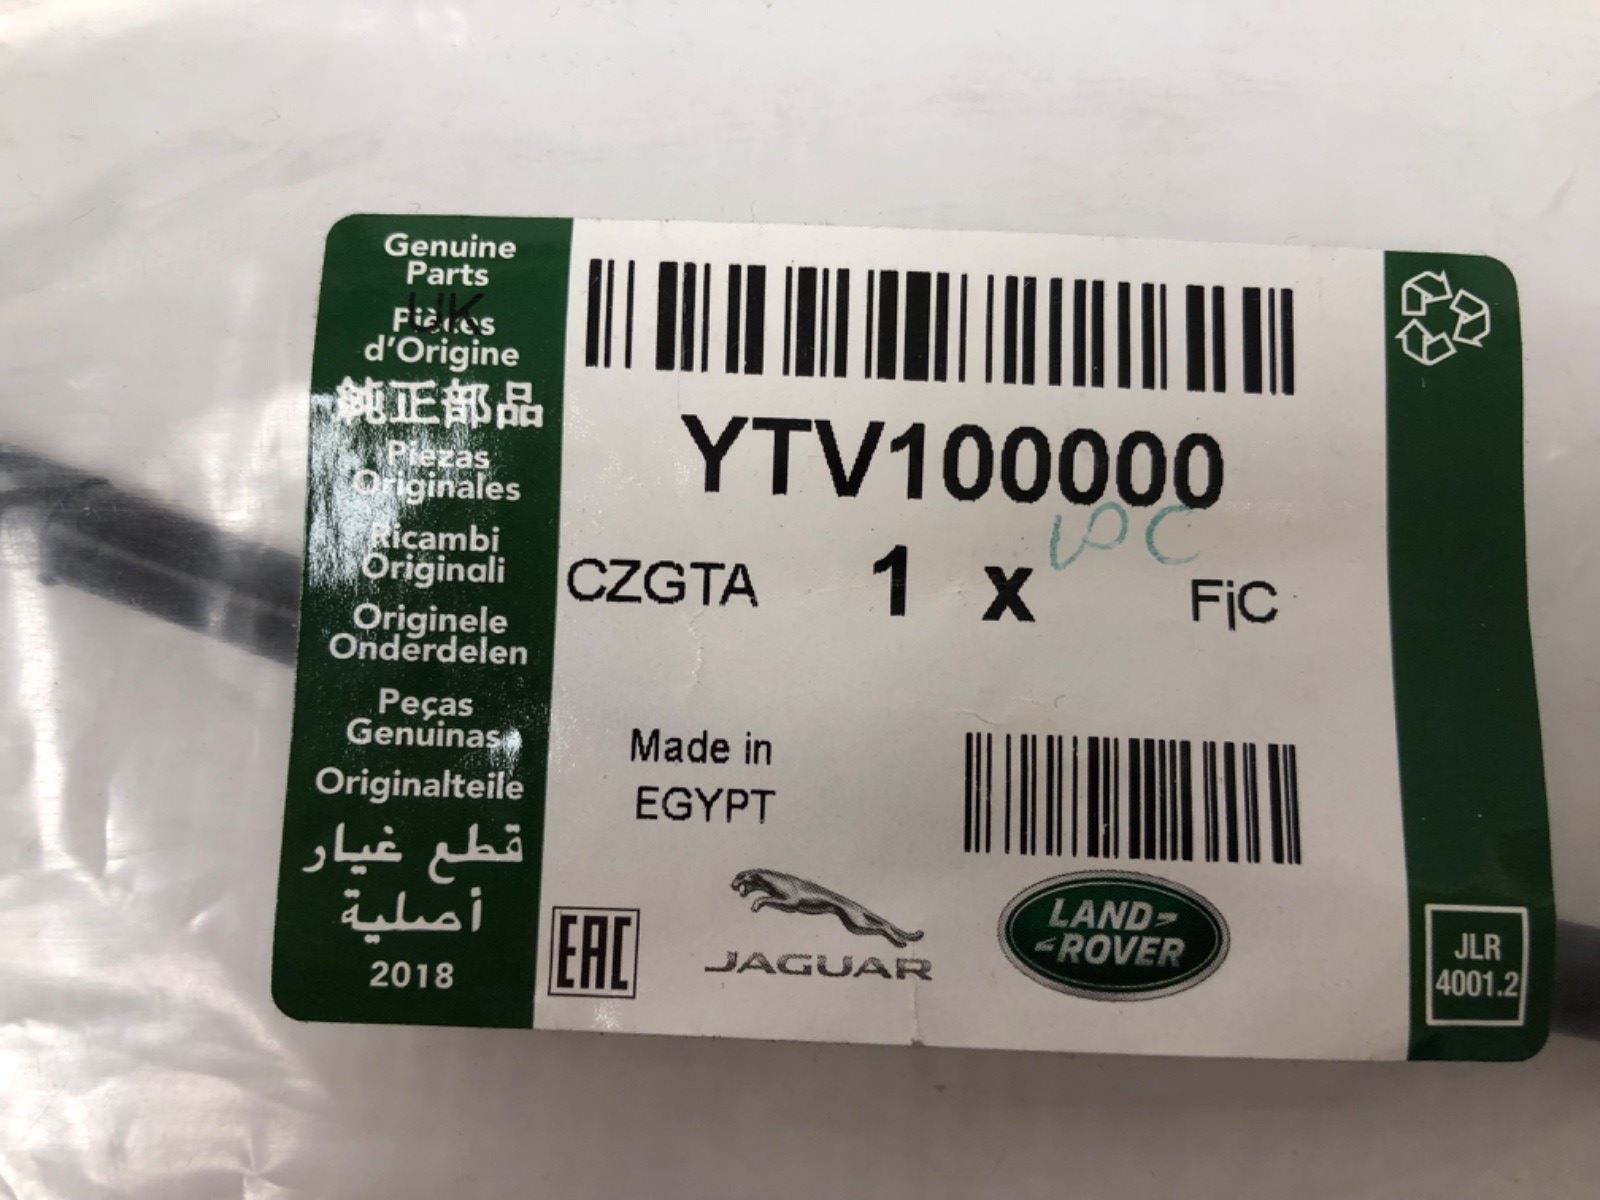 Genuine
Parts
UK
Pièces
d'Origine
純正部品
Piezas
Originales
Ricambi
Originali
Originele
Onderdelen
Peças
Genuinas
Originalteile
قطع غيار
أصلية
2018
YTV100000
CZGTA 1 x FiC
Made in
EGYPT
EAC
JAGUAR
LAND-
-ROVER
JLR
4001.2